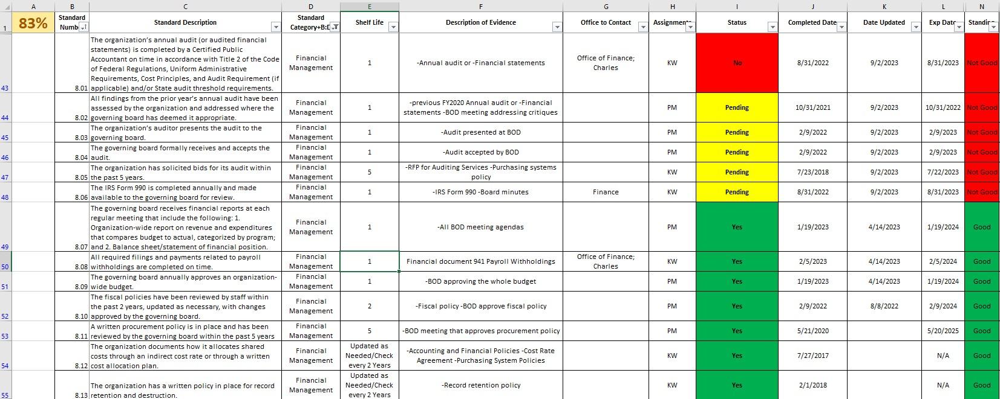 A B C D E F G H I J K L N
1 83% Standard Numb Standard Description Standard Category+B:D Shelf Life Description of Evidence Office to Contact Assignment Status Completed Date Date Updated Exp Date Standing
The organization's annual audit (or audited financial
statements) is completed by a Certified Public
Accountant on time in accordance with Title 2 of the Code
of Federal Regulations, Uniform Administrative
Requirements, Cost Principles, and Audit Requirement (if
43 8.01 applicable) and/or State audit threshold requirements.
Financial
Management
1
-Annual audit or -Financial statements
Office of Finance;
Charles
KW No 8/31/2022 9/2/2023 8/31/2023 Not Good
All findings from the prior year's annual audit have been
assessed by the organization and addressed where the
44 8.02 governing board has deemed it appropriate.
Financial
Management
1
-previous FY2020 Annual audit or -Financial
statements -BOD meeting addressing critiques
PM Pending 10/31/2021 9/2/2023 10/31/2022 Not Good
The organization's auditor presents the audit to the
45 8.03 governing board.
Financial
Management
1
-Audit presented at BOD
PM Pending 2/9/2022 9/2/2023 2/9/2023 Not Good
The governing board formally receives and accepts the
46 8.04 audit.
Financial
Management
1
-Audit accepted by BOD
PM Pending 2/9/2022 9/2/2023 2/9/2023 Not Good
The organization has solicited bids for its audit within
47 8.05 the past 5 years.
Financial
Management
5
-RFP for Auditing Services -Purchasing systems
policy
KW Pending 7/23/2018 9/2/2023 7/22/2023 Not Good
The IRS Form 990 is completed annually and made
48 8.06 available to the governing board for review.
Financial
Management
1
-IRS Form 990 -Board minutes
Finance
KW Pending 8/31/2022 9/2/2023 8/31/2023 Not Good
The governing board receives financial reports at each
regular meeting that include the following: 1.
Organization-wide report on revenue and expenditures
that compares budget to actual, categorized by program;
49 8.07 and 2. Balance sheet/statement of financial position.
Financial
Management
1
-All BOD meeting agendas
PM Yes 1/19/2023 4/14/2023 1/19/2024 Good
All required filings and payments related to payroll
50 8.08 withholdings are completed on time.
Financial
Management
1
Financial document 941 Payroll Withholdings
Office of Finance;
Charles
KW Yes 2/5/2023 4/14/2023 2/5/2024 Good
The governing board annually approves an organization-
51 8.09 wide budget.
Financial
Management
1
-BOD approving the whole budget
PM Yes 1/19/2023 4/14/2023 1/19/2024 Good
The fiscal policies have been reviewed by staff within
the past 2 years, updated as necessary, with changes
52 8.10 approved by the governing board.
Financial
Management
2
-Fiscal policy -BOD approve fiscal policy
PM Yes 2/9/2022 8/8/2022 2/9/2024 Good
A written procurement policy is in place and has been
53 8.11 reviewed by the governing board within the past 5 years
Financial
Management
5
-BOD meeting that approves procurement policy
PM Yes 5/21/2020 5/20/2025 Good
The organization documents how it allocates shared
costs through an indirect cost rate or through a written
54 8.12 cost allocation plan.
Financial
Management
Updated as
Needed/Check
every 2 Years
-Accounting and Financial Policies -Cost Rate
Agreement -Purchasing System Policies
KW Yes 7/27/2017 N/A Good
The organization has a written policy in place for record
55 8.13 retention and destruction.
Financial
Management
Updated as
Needed/Check
every 2 Years
-Record retention policy
KW Yes 2/1/2018 N/A Good